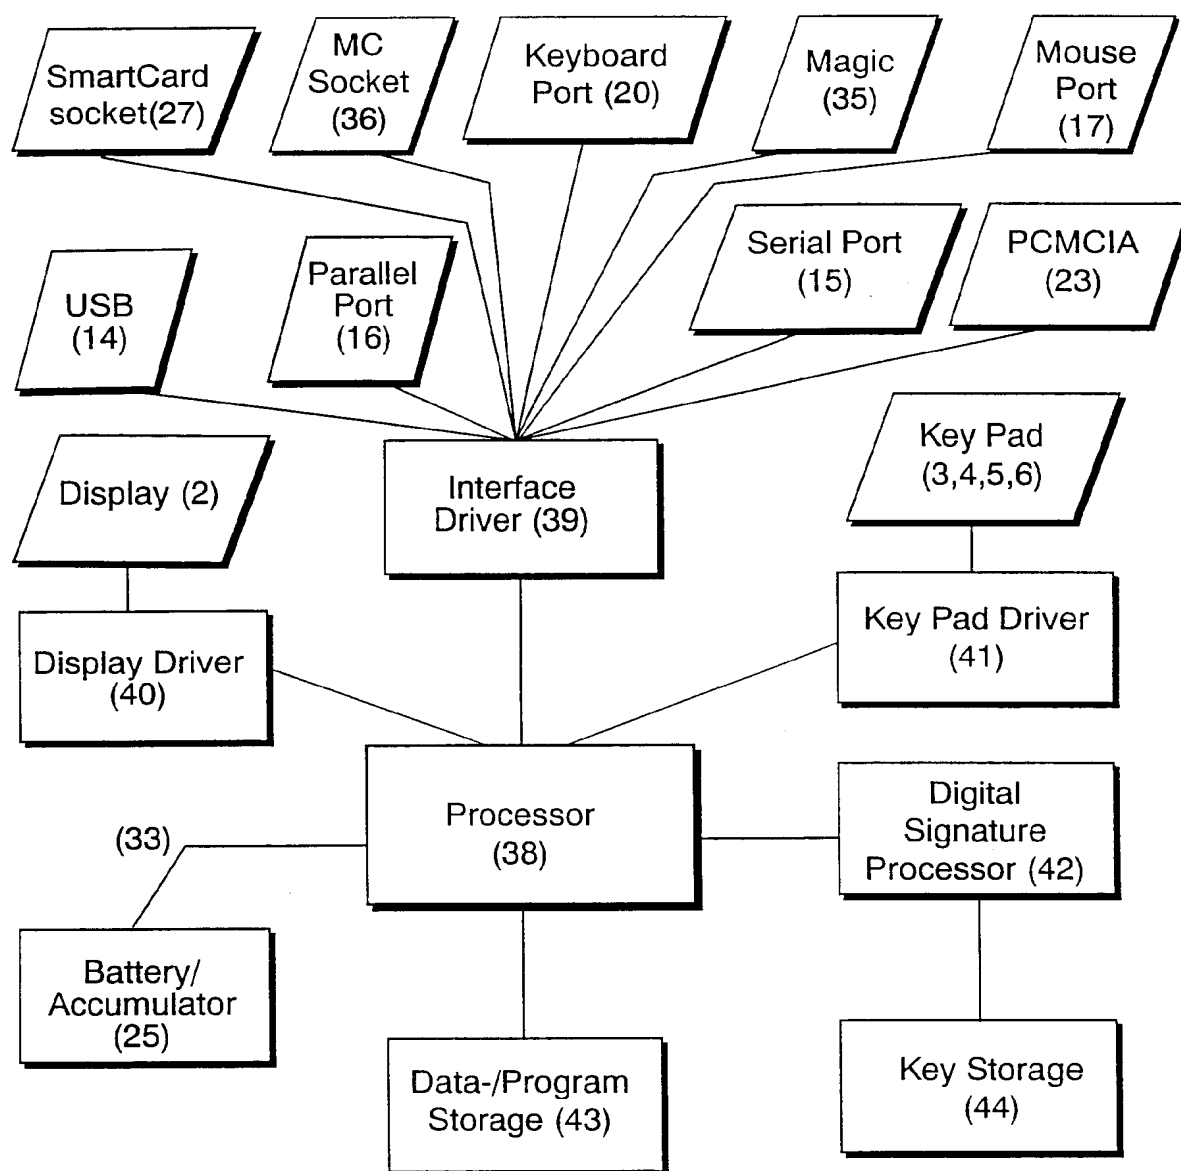 SmartCard
socket(27)
MC
Socket
(36)
Keyboard
Port (20)
Magic
(35)
Mouse
Port
(17)
USB
(14)
Parallel
Port
(16)
Serial Port
(15)
PCMCIA
(23)
Display (2)
Interface
Driver (39)
Key Pad
(3,4,5,6)
Display Driver
(40)
Key Pad Driver
(41)
Processor
(38)
Digital
Signature
Processor (42)
(33)
Battery/
Accumulator
(25)
Data-/Program
Storage (43)
Key Storage
(44)